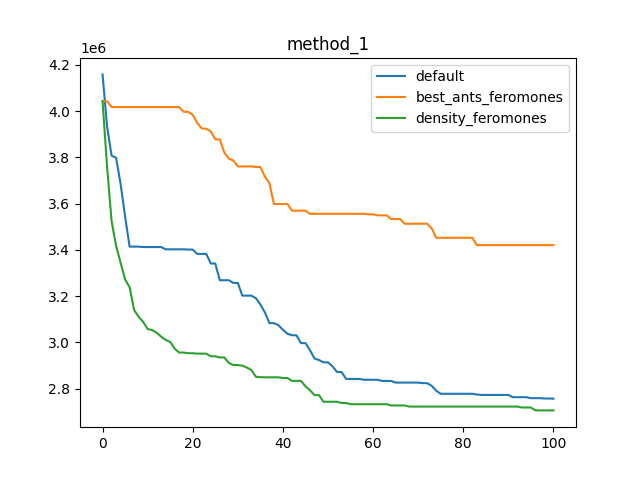 method_1
1e6
4.2
4.0
3.8
3.6
3.4
3.2
3.0
2.8
default
best_ants_feromones
density_feromones
0 20 40 60 80 100